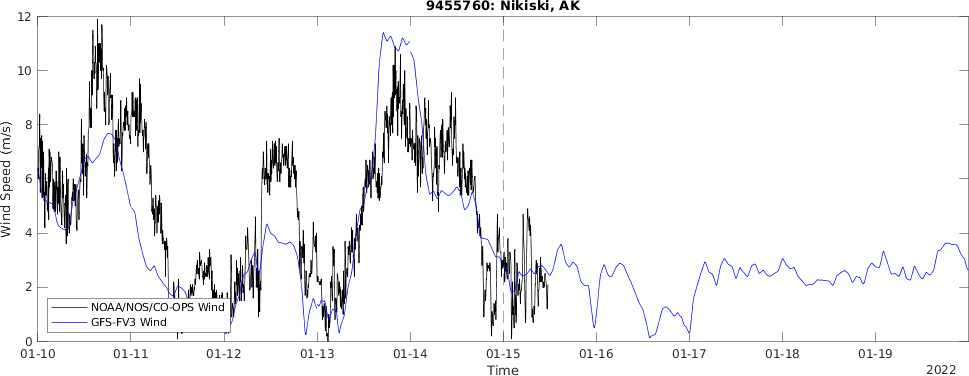 9455760: Nikiski, AK
Wind Speed (m/s)
12
10
8
6
4
2
0
NOAA/NOS/CO-OPS Wind
GFS-FV3 Wind
01-10 01-11 01-12 01-13 01-14 01-15 01-16 01-17 01-18 01-19
Time
2022